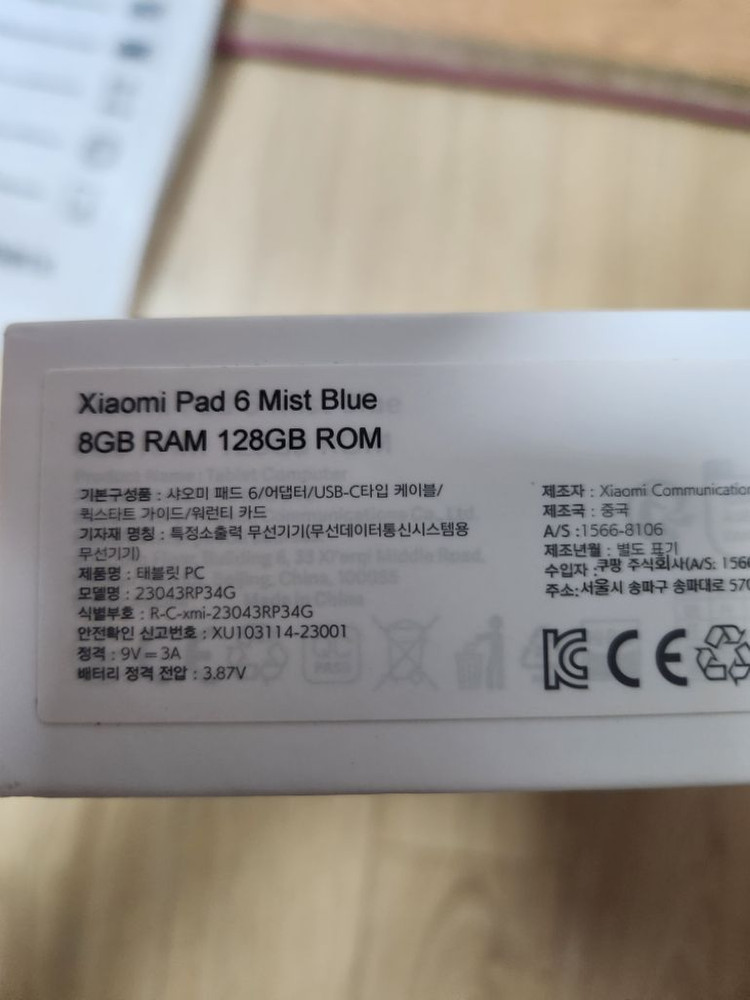 Xiaomi Pad 6 Mist Blue
8GB RAM 128GB ROM
기본구성품 : 샤오미 패드 6/어댑터/USB-C타입 케이블/
퀵스타트 가이드/워런티 카드
기자재 명칭 : 특정소출력 무선기기(무선데이터통신시스템용
무선기기)
제품명 : 태블릿 PC
모델명 : 23043RP34G
식별부호 : R-C-xmi-23043RP34G
안전확인 신고번호 : XU103114-23001
정격 : 9V = 3A
배터리 정격 전압 : 3.87V
제조자 : Xiaomi Communication
제조국 : 중국
A/S :1566-8106
제조년월 : 별도 표기
수입자 :쿠팡 주식회사(A/S: 156
주소:서울시 송파구 송파대로 570
KC CE